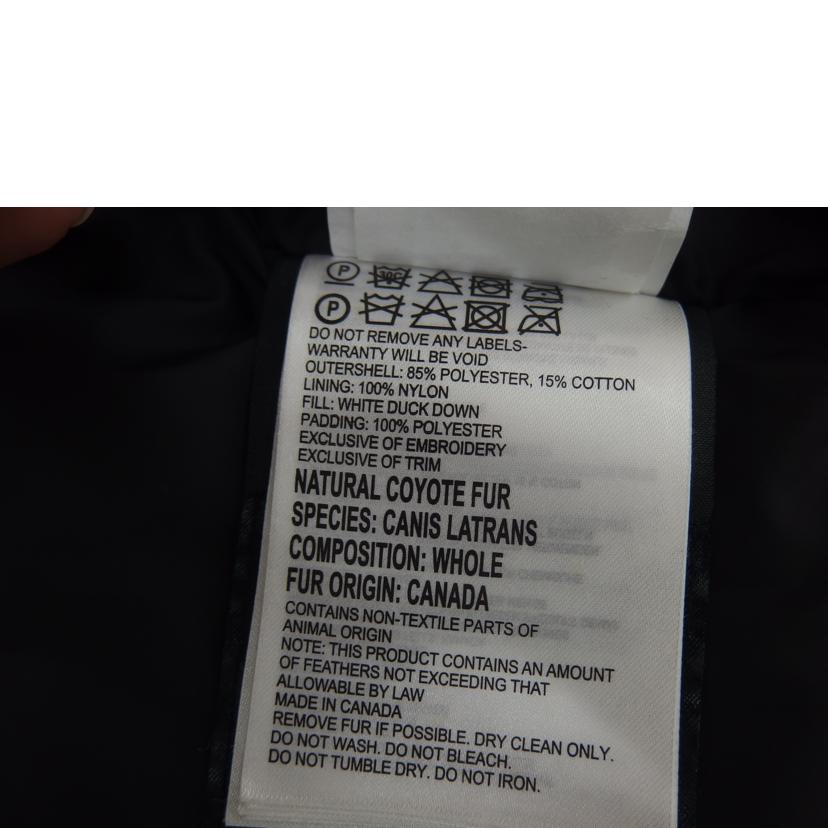 P 30C
P
DO NOT REMOVE ANY LABELS-
WARRANTY WILL BE VOID
OUTERSHELL: 85% POLYESTER, 15% COTTON
LINING: 100% NYLON
FILL: WHITE DUCK DOWN
PADDING: 100% POLYESTER
EXCLUSIVE OF EMBROIDERY
EXCLUSIVE OF TRIM
NATURAL COYOTE FUR
SPECIES: CANIS LATRANS
COMPOSITION: WHOLE
FUR ORIGIN: CANADA
CONTAINS NON-TEXTILE PARTS OF
ANIMAL ORIGIN
NOTE: THIS PRODUCT CONTAINS AN AMOUNT
OF FEATHERS NOT EXCEEDING THAT
ALLOWABLE BY LAW
MADE IN CANADA
REMOVE FUR IF POSSIBLE. DRY CLEAN ONLY.
DO NOT WASH. DO NOT BLEACH.
DO NOT TUMBLE DRY. DO NOT IRON.